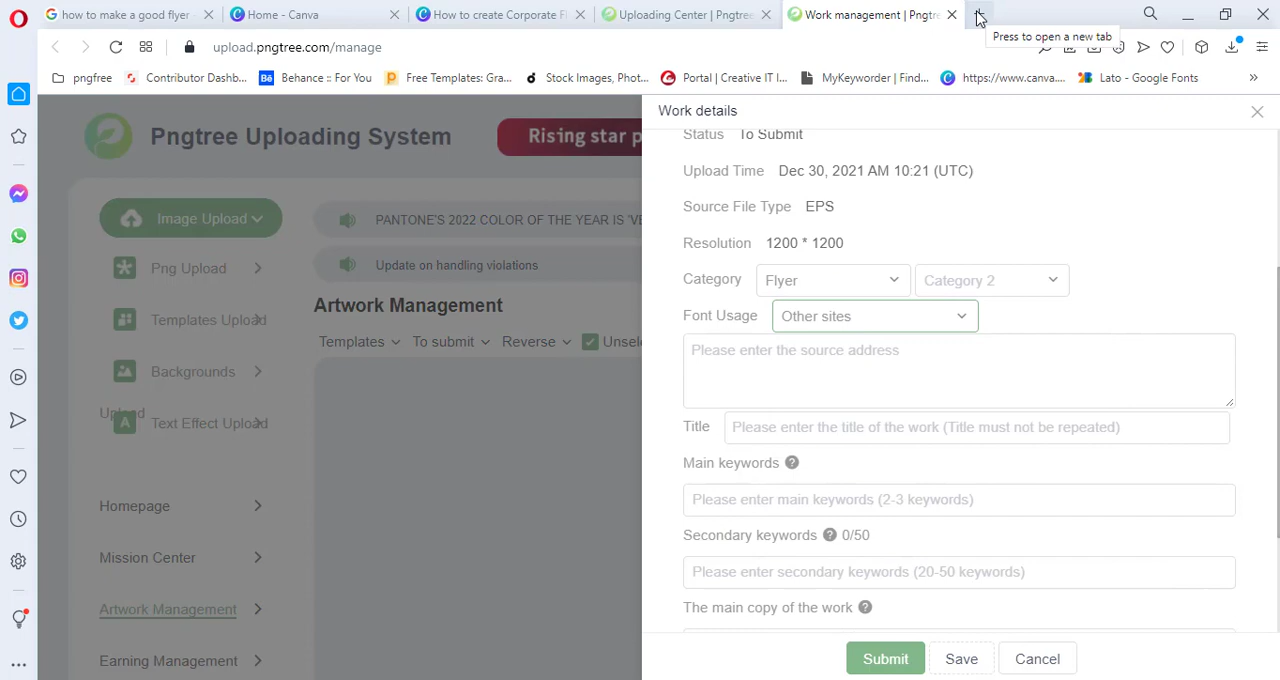 how to make a good flyer
Home - Canva
How to create Corporate F
Uploading Center | Pngtree
Work management | Pngtre
Press to open a new tab
upload.pngtree.com/manage
pngfree
Contributor Dashb...
Behance :: For You
Free Templates: Gra...
Stock Images, Phot...
Portal | Creative IT I...
MyKeyworder | Find...
https://www.canva....
Lato - Google Fonts
Pngtree Uploading System
Rising star p
Image Upload
PANTONE'S 2022 COLOR OF THE YEAR IS 'VE
Png Upload
Update on handling violations
Templates Upload
Artwork Management
Templates
To submit
Reverse
Unsele
Backgrounds
Upload
Text Effect Upload
Homepage
Mission Center
Artwork Management
Earning Management
Work details
Status To Submit
Upload Time Dec 30, 2021 AM 10:21 (UTC)
Source File Type EPS
Resolution 1200 * 1200
Category Flyer Category 2
Font Usage Other sites
Please enter the source address
Title Please enter the title of the work (Title must not be repeated)
Main keywords ?
Please enter main keywords (2-3 keywords)
Secondary keywords ? 0/50
Please enter secondary keywords (20-50 keywords)
The main copy of the work ?
Submit Save Cancel